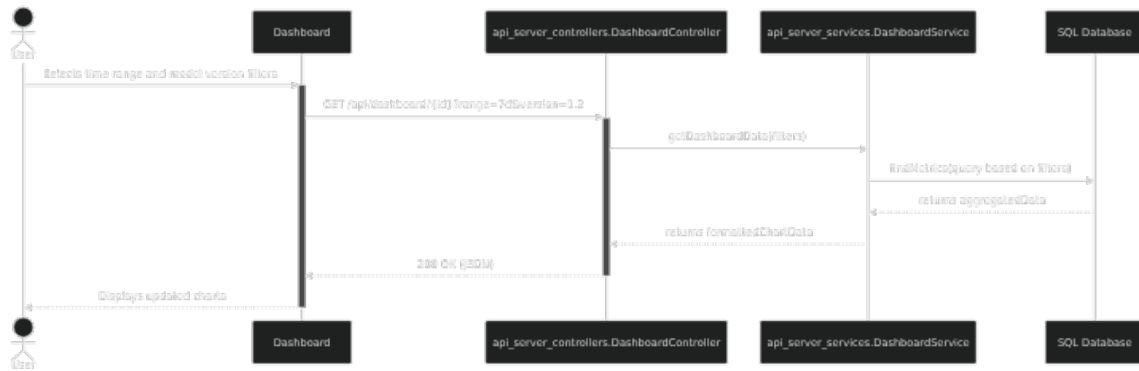 User
Dashboard
api_server_controllers.DashboardController
api_server_services.DashboardService
SQL Database
Selects time range and model version filters
GET /api/dashboard/{id}?range=7d&version=1.2
getDashboardData(filters)
findMetrics(query based on filters)
returns aggregatedData
returns formattedChartData
200 OK (JSON)
Displays updated charts
User
Dashboard
api_server_controllers.DashboardController
api_server_services.DashboardService
SQL Database